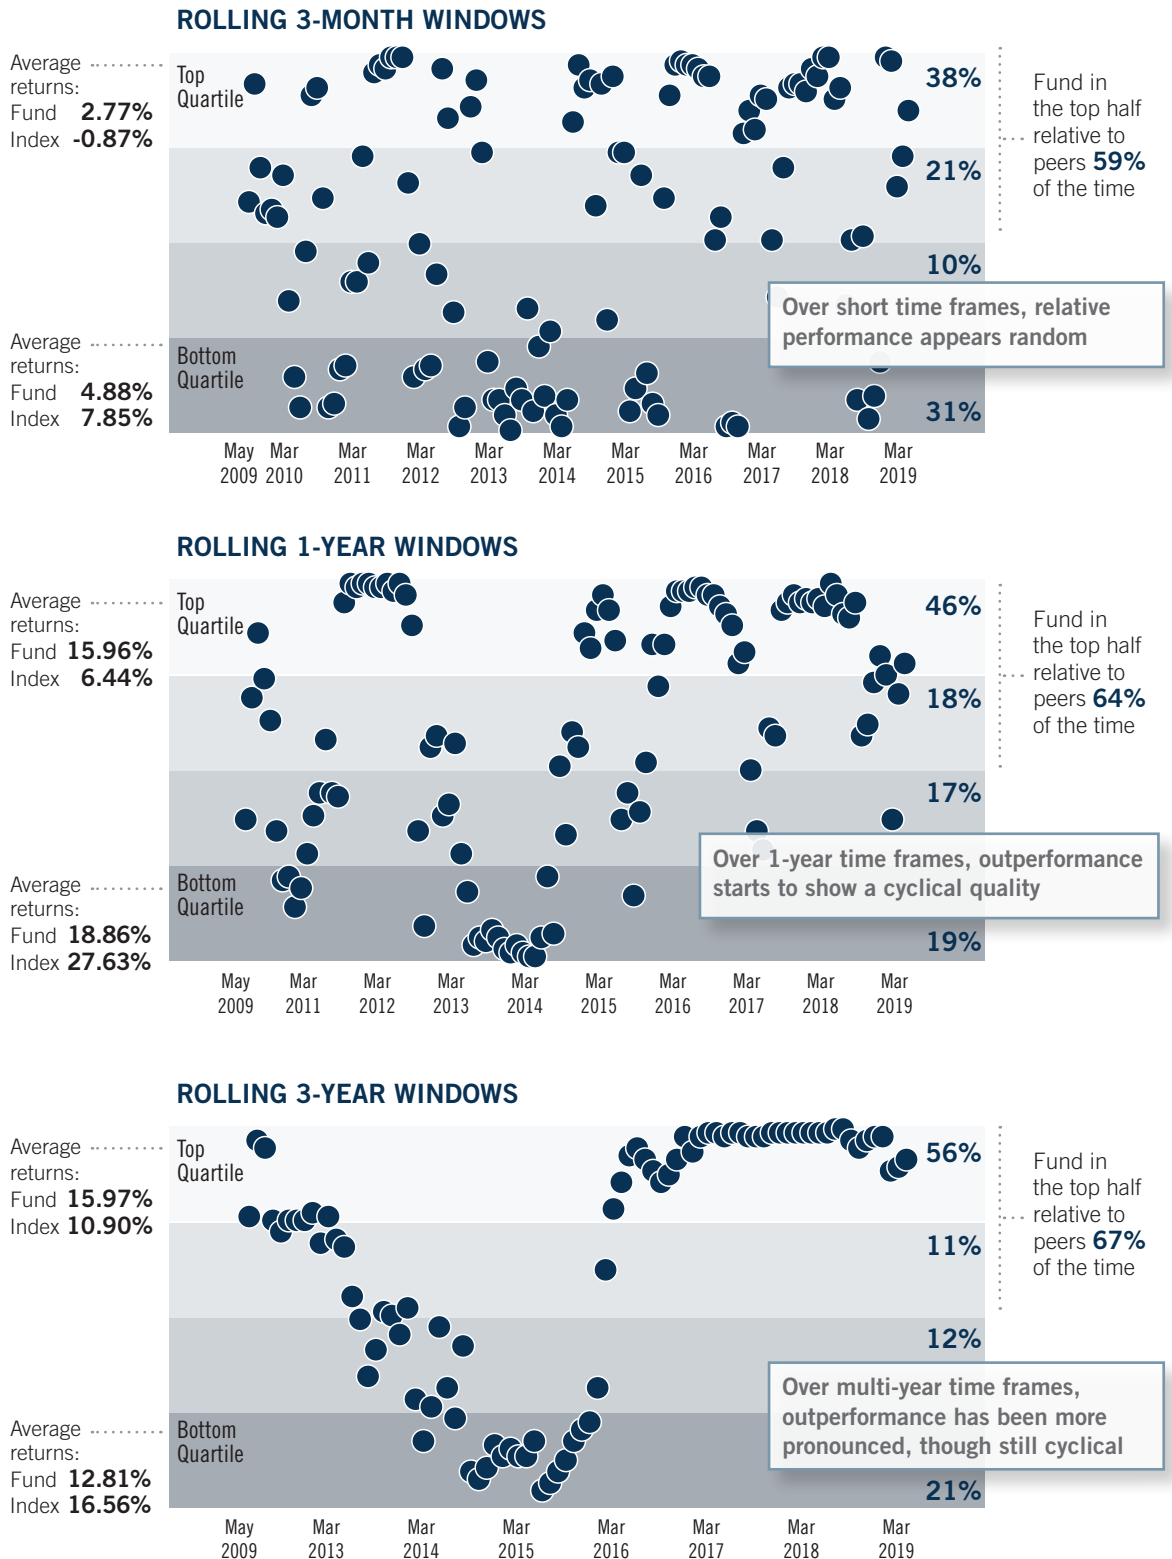 ROLLING 3-MONTH WINDOWS
Average
returns:
Fund 2.77%
Index -0.87%
Top
Quartile
38%
21%
10%
31%
Fund in
the top half
relative to
peers 59%
of the time
Over short time frames, relative
performance appears random
Average
returns:
Fund 4.88%
Index 7.85%
Bottom
Quartile
May Mar Mar Mar Mar Mar Mar Mar Mar Mar Mar
2009 2010 2011 2012 2013 2014 2015 2016 2017 2018 2019
ROLLING 1-YEAR WINDOWS
Average
returns:
Fund 15.96%
Index 6.44%
Top
Quartile
46%
18%
17%
19%
Fund in
the top half
relative to
peers 64%
of the time
Over 1-year time frames, outperformance
starts to show a cyclical quality
Average
returns:
Fund 18.86%
Index 27.63%
Bottom
Quartile
May Mar Mar Mar Mar Mar Mar Mar Mar Mar
2009 2011 2012 2013 2014 2015 2016 2017 2018 2019
ROLLING 3-YEAR WINDOWS
Average
returns:
Fund 15.97%
Index 10.90%
Top
Quartile
56%
11%
12%
21%
Fund in
the top half
relative to
peers 67%
of the time
Over multi-year time frames,
outperformance has been more
pronounced, though still cyclical
Average
returns:
Fund 12.81%
Index 16.56%
Bottom
Quartile
May Mar Mar Mar Mar Mar Mar Mar
2009 2013 2014 2015 2016 2017 2018 2019